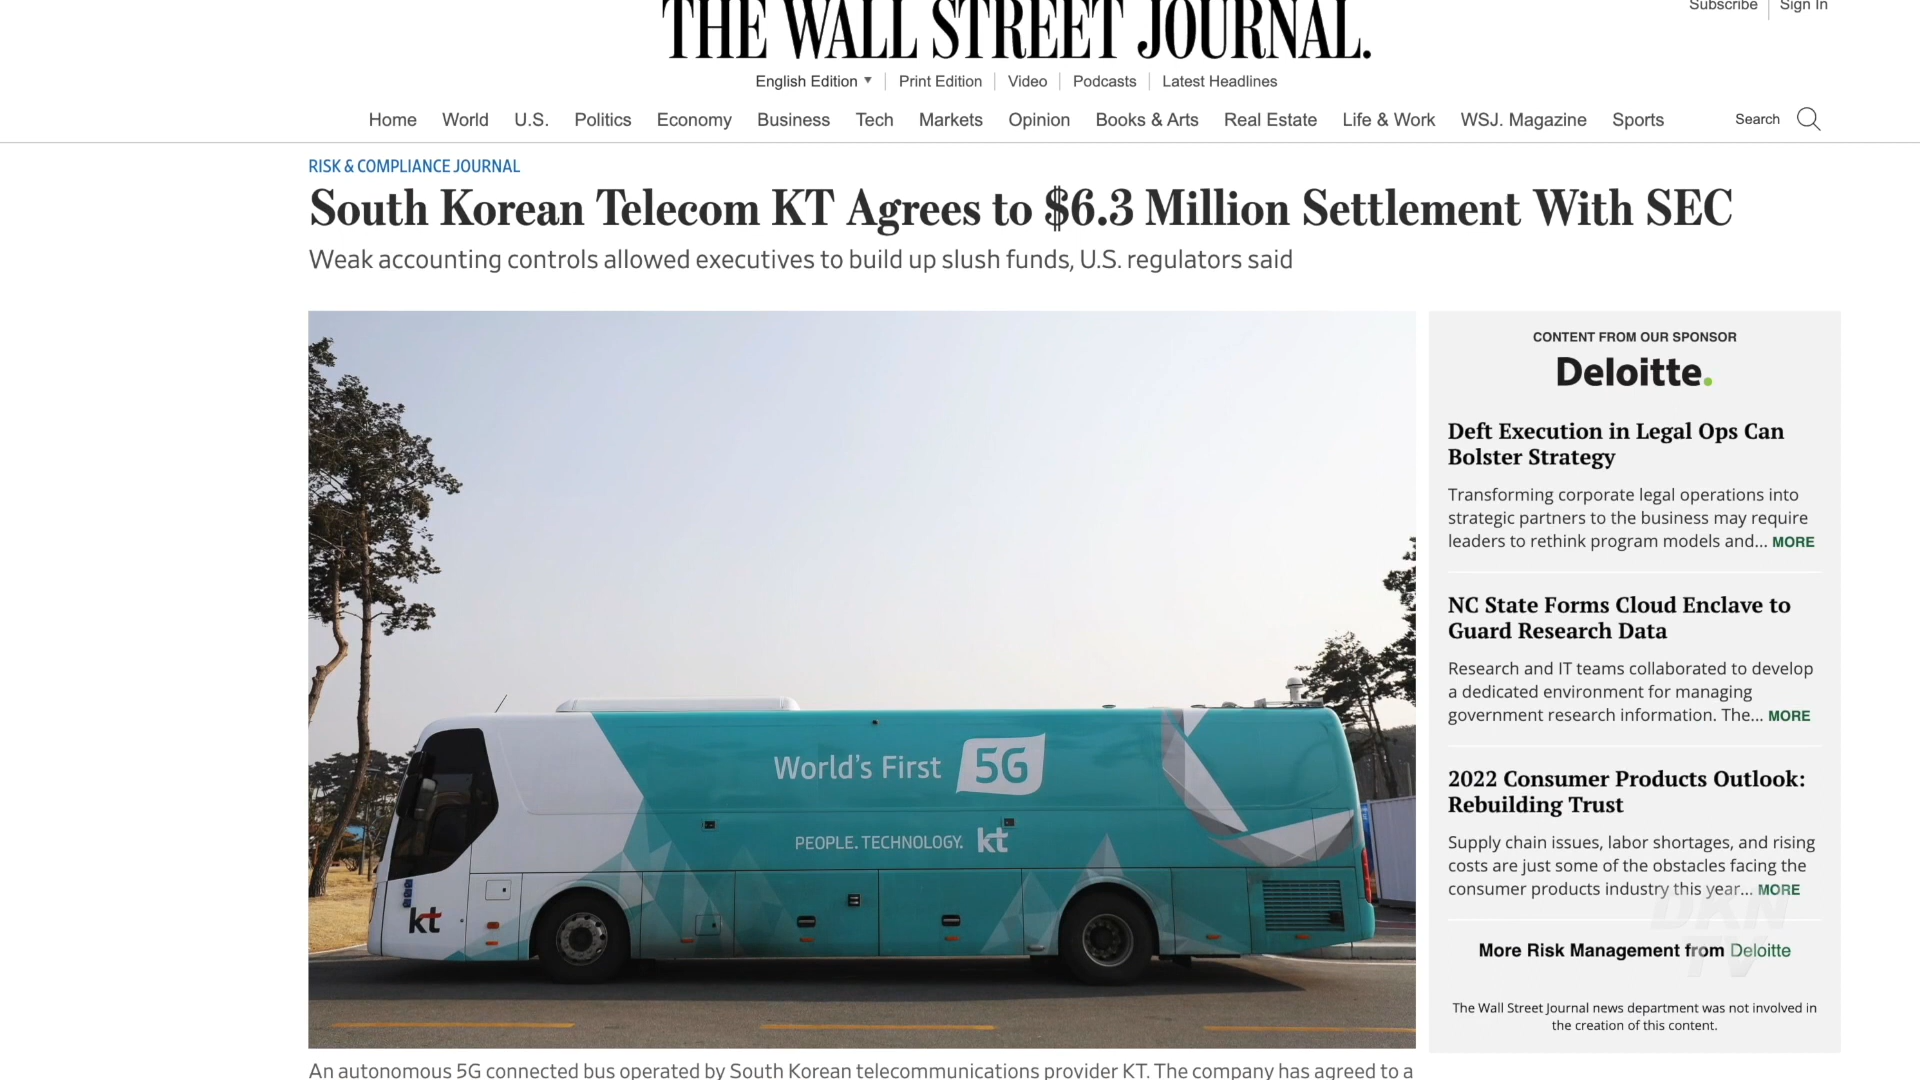 Subscribe
Sign In
THE WALL STREET JOURNAL.
English Edition
Print Edition
Video
Podcasts
Latest Headlines
Home
World
U.S.
Politics
Economy
Business
Tech
Markets
Opinion
Books & Arts
Real Estate
Life & Work
WSJ. Magazine
Sports
Search
RISK & COMPLIANCE JOURNAL
South Korean Telecom KT Agrees to $6.3 Million Settlement With SEC
Weak accounting controls allowed executives to build up slush funds, U.S. regulators said
World's First 5G
PEOPLE. TECHNOLOGY. kt
kt
An autonomous 5G connected bus operated by South Korean telecommunications provider KT. The company has agreed to a
CONTENT FROM OUR SPONSOR
Deloitte.
Deft Execution in Legal Ops Can
Bolster Strategy
Transforming corporate legal operations into
strategic partners to the business may require
leaders to rethink program models and... MORE
NC State Forms Cloud Enclave to
Guard Research Data
Research and IT teams collaborated to develop
a dedicated environment for managing
government research information. The... MORE
2022 Consumer Products Outlook:
Rebuilding Trust
Supply chain issues, labor shortages, and rising
costs are just some of the obstacles facing the
consumer products industry this year... MORE
DKN
TV
More Risk Management from Deloitte
The Wall Street Journal news department was not involved in
the creation of this content.